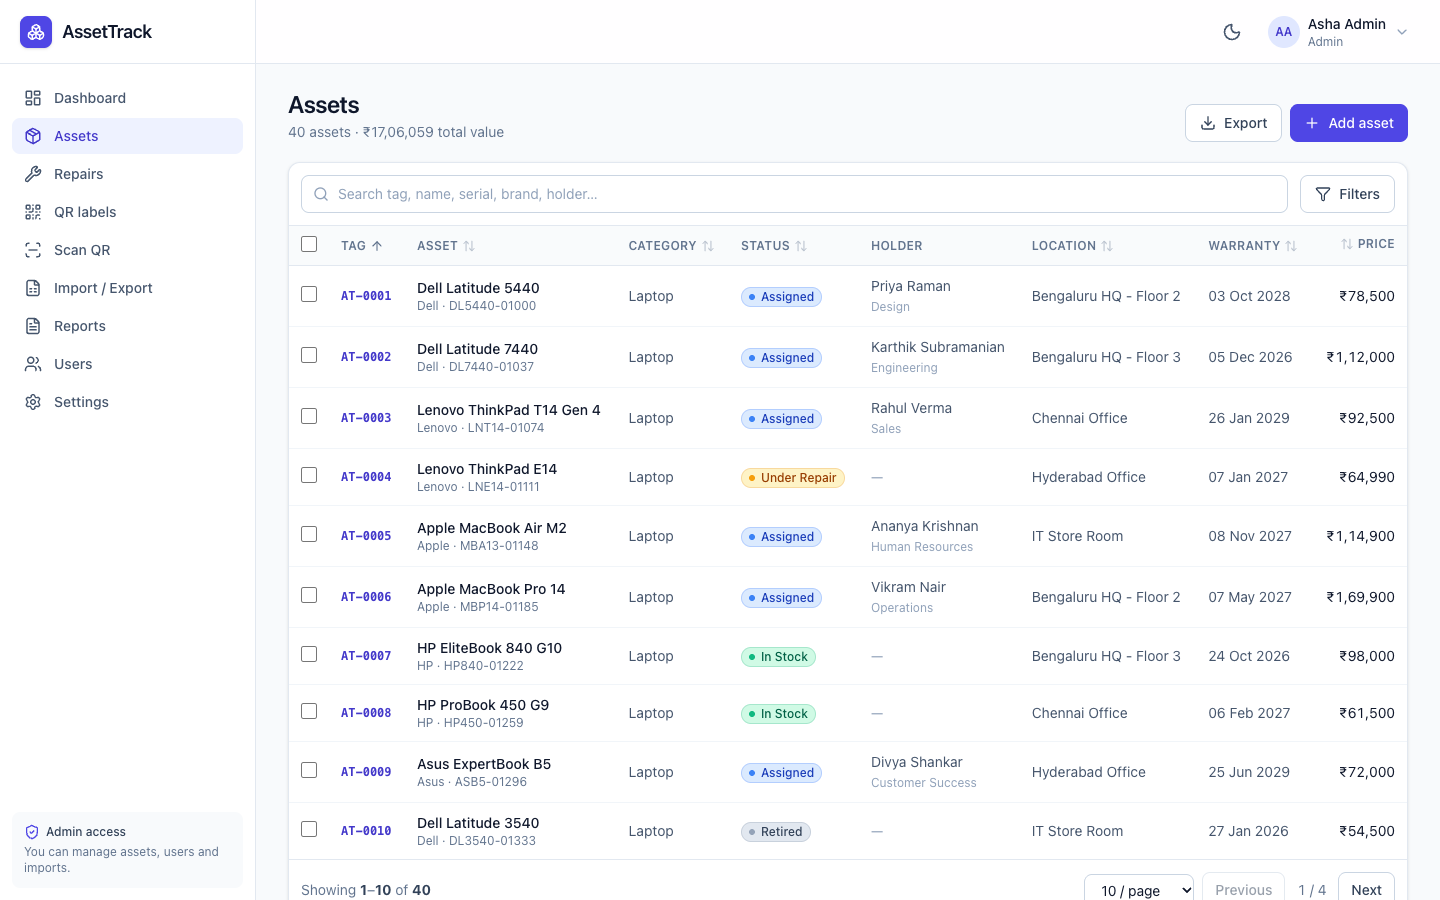 AssetTrack
AA
Asha Admin
Admin
Dashboard
Assets
Repairs
QR labels
Scan QR
Import / Export
Reports
Users
Settings
Admin access
You can manage assets, users and
imports.
Assets
40 assets · ₹17,06,059 total value
Export
Add asset
Search tag, name, serial, brand, holder...
Filters
TAG ASSET CATEGORY STATUS HOLDER LOCATION WARRANTY PRICE
AT-0001 Dell Latitude 5440 Laptop Assigned Priya Raman Bengaluru HQ - Floor 2 03 Oct 2028 ₹78,500
Dell · DL5440-01000 Design
AT-0002 Dell Latitude 7440 Laptop Assigned Karthik Subramanian Bengaluru HQ - Floor 3 05 Dec 2026 ₹1,12,000
Dell · DL7440-01037 Engineering
AT-0003 Lenovo ThinkPad T14 Gen 4 Laptop Assigned Rahul Verma Chennai Office 26 Jan 2029 ₹92,500
Lenovo · LNT14-01074 Sales
AT-0004 Lenovo ThinkPad E14 Laptop Under Repair — Hyderabad Office 07 Jan 2027 ₹64,990
Lenovo · LNE14-01111
AT-0005 Apple MacBook Air M2 Laptop Assigned Ananya Krishnan IT Store Room 08 Nov 2027 ₹1,14,900
Apple · MBA13-01148 Human Resources
AT-0006 Apple MacBook Pro 14 Laptop Assigned Vikram Nair Bengaluru HQ - Floor 2 07 May 2027 ₹1,69,900
Apple · MBP14-01185 Operations
AT-0007 HP EliteBook 840 G10 Laptop In Stock — Bengaluru HQ - Floor 3 24 Oct 2026 ₹98,000
HP · HP840-01222
AT-0008 HP ProBook 450 G9 Laptop In Stock — Chennai Office 06 Feb 2027 ₹61,500
HP · HP450-01259
AT-0009 Asus ExpertBook B5 Laptop Assigned Divya Shankar Hyderabad Office 25 Jun 2029 ₹72,000
Asus · ASB5-01296 Customer Success
AT-0010 Dell Latitude 3540 Laptop Retired — IT Store Room 27 Jan 2026 ₹54,500
Dell · DL3540-01333
Showing 1–10 of 40
10 / page
Previous
1 / 4
Next